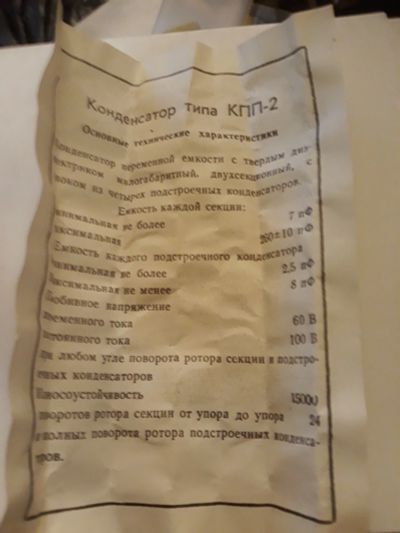 Конденсатор типа КПП-2
Основные технические характеристики
Конденсатор переменной емкости с твердым ди-
электриком малогабаритный, двухсекционный, с
блоком из четырех подстроечных конденсаторов.
Емкость каждой секции:
минимальная не более 7 пФ
максимальная 260±10 пФ
Емкость каждого подстроечного конденсатора
минимальная не более 2,5 пФ
максимальная не менее 8 пФ
напряжение
переменного тока 60 В
постоянного тока 100 В
при любом угле поворота ротора секции и подстро-
ечных конденсаторов
Износоустойчивость 15000
поворотов ротора секции от упора до упора 24
полных поворота ротора подстроечных конденса-
торов.